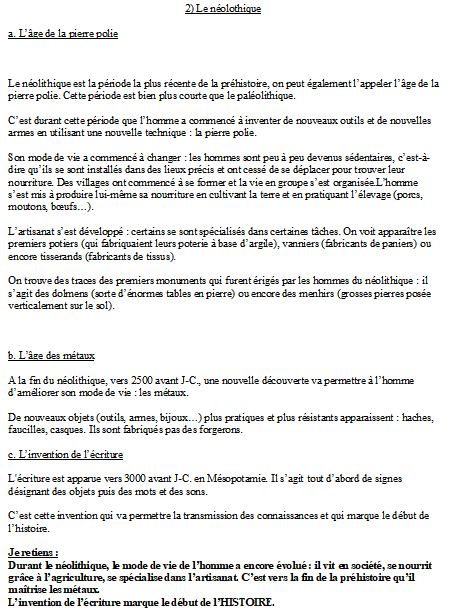 2) Le néolothique
a. L'âge de la pierre polie
Le néolithique est la période la plus récente de la préhistoire, on peut également l'appeler l'âge de la
pierre polie. Cette période est bien plus courte que le paléolithique.
C'est durant cette période que l'homme a commencé à inventer de nouveaux outils et de nouvelles
armes en utilisant une nouvelle technique : la pierre polie.
Son mode de vie a commencé à changer : les hommes sont peu à peu devenus sédentaires, c'est-à-
dire qu'ils se sont installés dans des lieux précis et ont cessé de se déplacer pour trouver leur
nourriture. Des villages ont commencé à se former et la vie en groupe s'est organisée.L'homme
s'est mis à produire lui-même sa nourriture en cultivant la terre et en pratiquant l'élevage (porcs,
moutons, bœufs…).
L'artisanat s'est développé : certains se sont spécialisés dans certaines tâches. On voit apparaître les
premiers potiers (qui fabriquaient leurs poterie à base d'argile), vanniers (fabricants de paniers) ou
encore tisserands (fabricants de tissus).
On trouve des traces des premiers monuments qui furent érigés par les hommes du néolithique : il
s'agit des dolmens (sorte d'énormes tables en pierre) ou encore des menhirs (grosses pierres posée
verticalement sur le sol).
b. L'âge des métaux
A la fin du néolithique, vers 2500 avant J-C., une nouvelle découverte va permettre à l'homme
d'améliorer son mode de vie : les métaux.
De nouveaux objets (outils, armes, bijoux…) plus pratiques et plus résistants apparaissent : haches,
faucilles, casques. Ils sont fabriqués pas des forgerons.
c. L'invention de l'écriture
L'écriture est apparue vers 3000 avant J-C. en Mésopotamie. Il s'agit tout d'abord de signes
désignant des objets puis des mots et des sons.
C'est cette invention qui va permettre la transmission des connaissances et qui marque le début de
l'histoire.
Je retiens :
Durant le néolithique, le mode de vie de l'homme a encore évolué : il vit en société, se nourrit
grâce à l'agriculture, se spécialise dans l'artisanat. C'est vers la fin de la préhistoire qu'il
maîtrise les métaux.
L'invention de l'écriture marque le début de l'HISTOIRE.